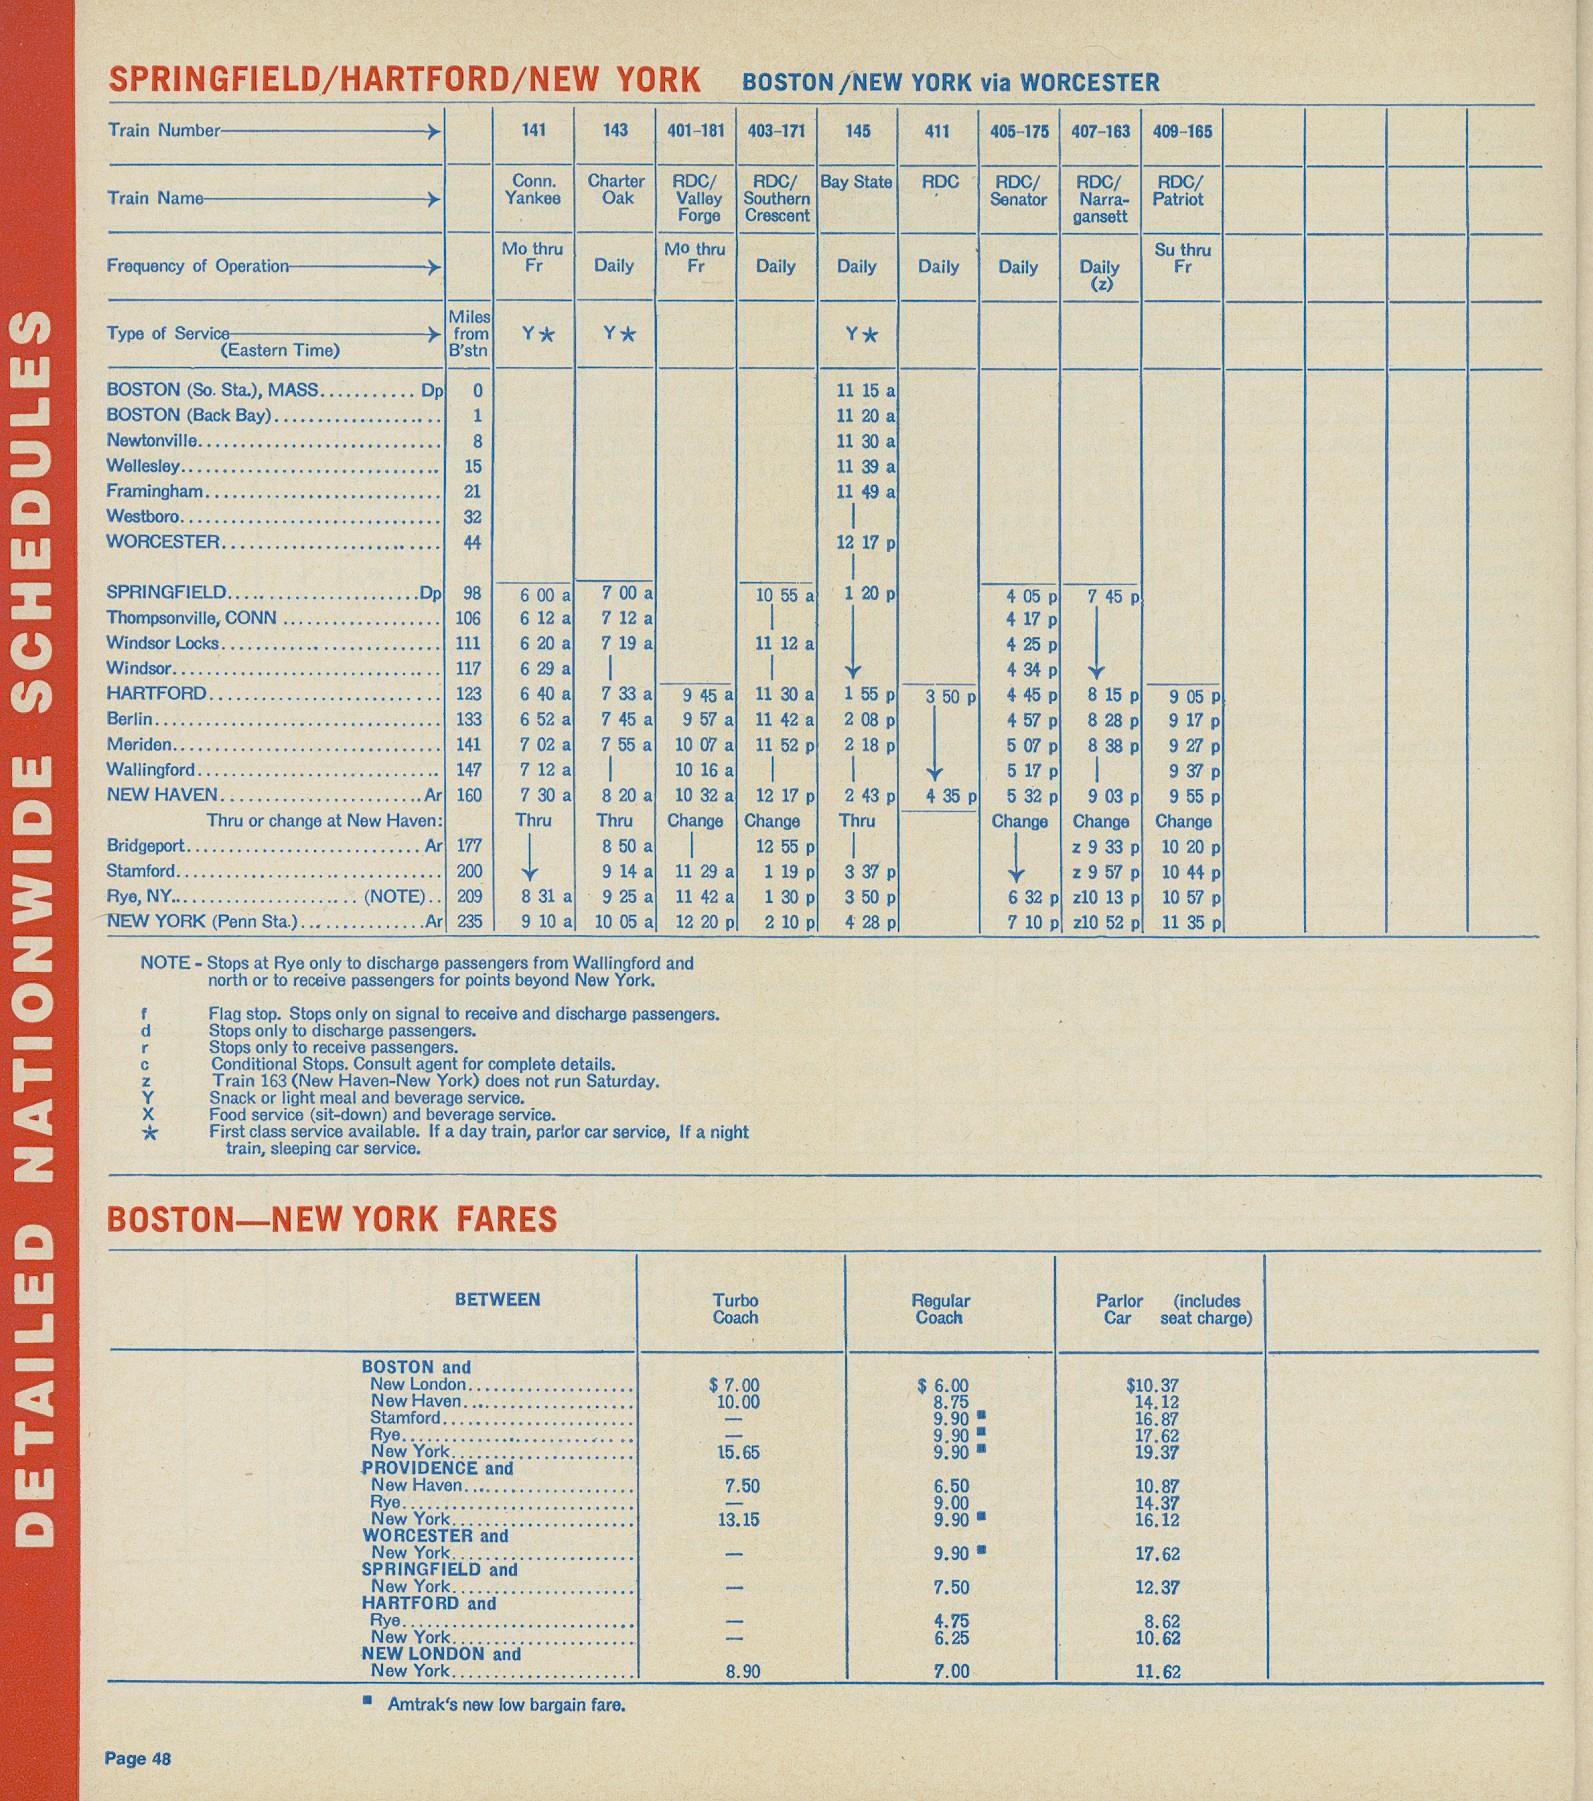 DETAILED NATIONWIDE SCHEDULES
SPRINGFIELD/HARTFORD/NEW YORK BOSTON/NEW YORK via WORCESTER
Train Number 141 143 401-181 403-171 145 411 405-175 407-163 409-165
Train Name Conn. Yankee Charter Oak RDC/ Valley Forge RDC/ Southern Crescent Bay State RDC RDC/ Senator RDC/ Narra- gansett RDC/ Patriot
Frequency of Operation Mo thru Fr Daily Mo thru Fr Daily Daily Daily Daily Daily (z) Su thru Fr
Type of Service (Eastern Time) Miles from B'stn Y★ Y★ Y★
BOSTON (So. Sta.), MASS........... Dp 0 11 15 a
BOSTON (Back Bay).................... 1 11 20 a
Newtonville............................. 8 11 30 a
Wellesley............................... 15 11 39 a
Framingham............................ 21 11 49 a
Westboro............................... 32
WORCESTER.......................... 44 12 17 p
SPRINGFIELD.......................Dp 98 6 00 a 7 00 a 10 55 a 1 20 p 4 05 p 7 45 p
Thompsonville, CONN ................... 106 6 12 a 7 12 a 4 17 p
Windsor Locks.......................... 111 6 20 a 7 19 a 11 12 a 4 25 p
Windsor................................ 117 6 29 a 4 34 p
HARTFORD............................ 123 6 40 a 7 33 a 9 45 a 11 30 a 1 55 p 3 50 p 4 45 p 8 15 p 9 05 p
Berlin.................................. 133 6 52 a 7 45 a 9 57 a 11 42 a 2 08 p 4 57 p 8 28 p 9 17 p
Meriden................................ 141 7 02 a 7 55 a 10 07 a 11 52 p 2 18 p 5 07 p 8 38 p 9 27 p
Wallingford............................. 147 7 12 a 10 16 a 5 17 p 9 37 p
NEW HAVEN........................Ar 160 7 30 a 8 20 a 10 32 a 12 17 p 2 43 p 4 35 p 5 32 p 9 03 p 9 55 p
Thru or change at New Haven: Thru Thru Change Change Thru Change Change Change
Bridgeport............................ Ar 177 8 50 a 12 55 p z 9 33 p 10 20 p
Stamford................................ 200 9 14 a 11 29 a 1 19 p 3 37 p z 9 57 p 10 44 p
Rye, NY...................... (NOTE).. 209 8 31 a 9 25 a 11 42 a 1 30 p 3 50 p 6 32 p z10 13 p 10 57 p
NEW YORK (Penn Sta.)...............Ar 235 9 10 a 10 05 a 12 20 p 2 10 p 4 28 p 7 10 p z10 52 p 11 35 p
NOTE - Stops at Rye only to discharge passengers from Wallingford and
north or to receive passengers for points beyond New York.
f Flag stop. Stops only on signal to receive and discharge passengers.
d Stops only to discharge passengers.
r Stops only to receive passengers.
c Conditional Stops. Consult agent for complete details.
z Train 163 (New Haven-New York) does not run Saturday.
Y Snack or light meal and beverage service.
X Food service (sit-down) and beverage service.
★ First class service available. If a day train, parlor car service, If a night
train, sleeping car service.
BOSTON—NEW YORK FARES
BETWEEN Turbo Coach Regular Coach Parlor Car (includes seat charge)
BOSTON and
New London.................... $ 7.00 $ 6.00 $10.37
New Haven..................... 10.00 8.75 14.12
Stamford....................... — 9.90 ■ 16.87
Rye............................ — 9.90 ■ 17.62
New York...................... 15.65 9.90 ■ 19.37
PROVIDENCE and
New Haven..................... 7.50 6.50 10.87
Rye............................ — 9.00 14.37
New York...................... 13.15 9.90 ■ 16.12
WORCESTER and
New York...................... — 9.90 ■ 17.62
SPRINGFIELD and
New York...................... — 7.50 12.37
HARTFORD and
Rye............................ — 4.75 8.62
New York...................... — 6.25 10.62
NEW LONDON and
New York...................... 8.90 7.00 11.62
■ Amtrak's new low bargain fare.
Page 48